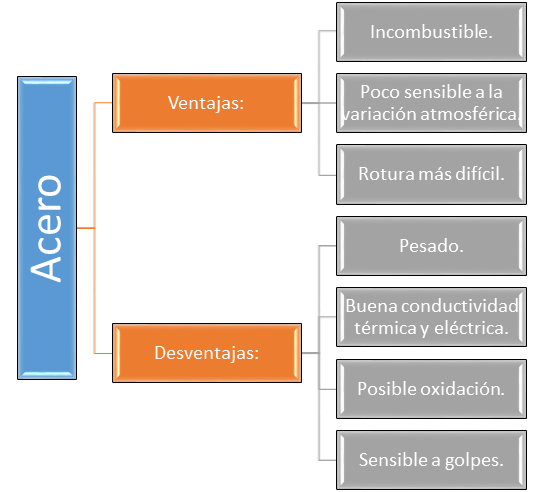 Acero
Ventajas:
Incombustible.
Poco sensible a la
variación atmosférica.
Rotura más difícil.
Desventajas:
Pesado.
Buena conductividad
térmica y eléctrica.
Posible oxidación.
Sensible a golpes.